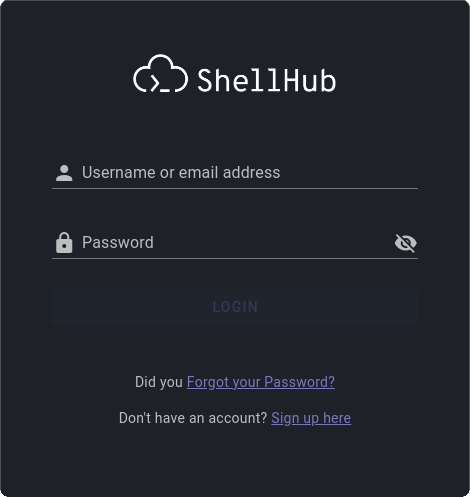 ShellHub
Username or email address
Password
LOGIN
Did you Forgot your Password?
Don't have an account? Sign up here